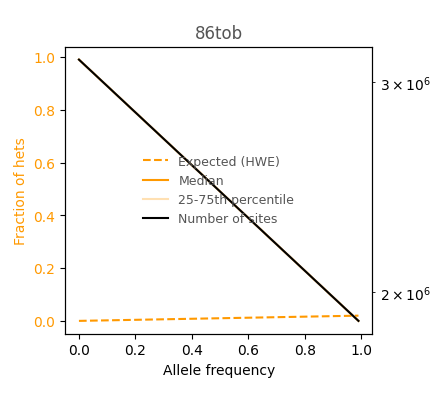 86tob
1.0
0.8
0.6
0.4
0.2
0.0
Fraction of hets
Expected (HWE)
Median
25-75th percentile
Number of sites
3 × 10⁶
2 × 10⁶
0.0 0.2 0.4 0.6 0.8 1.0
Allele frequency